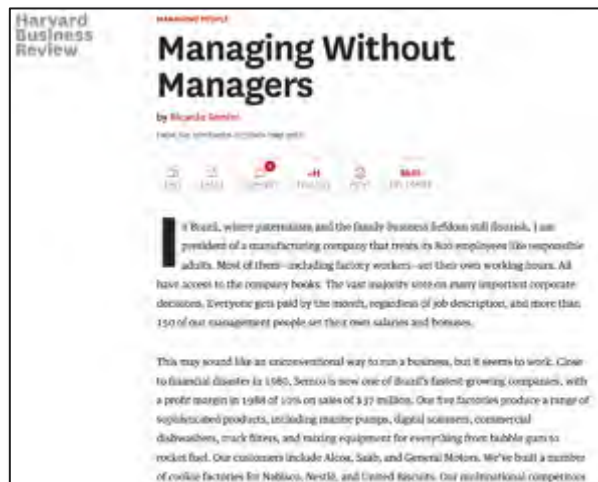 Harvard
Business
Review
MANAGING PEOPLE
Managing Without
Managers
by Ricardo Semler
In Brazil, where paternalism and the family business fiefdom still flourish, I am
president of a manufacturing company that treats its 800 employees like responsible
adults. Most of them—including factory workers—set their own working hours. All
have access to the company books. The vast majority vote on many important corporate
decisions. Everyone gets paid by the month, regardless of job description, and more than
150 of our management people set their own salaries and bonuses.
This may sound like an unconventional way to run a business, but it seems to work. Close
to financial disaster in 1980, Semco is now one of Brazil's fastest growing companies, with
a profit margin in 1988 of 10% on sales of $37 million. Our five factories produce a range of
sophisticated products, including marine pumps, digital scanners, commercial
dishwashers, truck filters, and mixing equipment for everything from bubble gum to
rocket fuel. Our customers include Alcoa, Saab, and General Motors. We've built a number
of cookie factories for Nabisco, Nestlé, and United Biscuits. Our multinational competitors